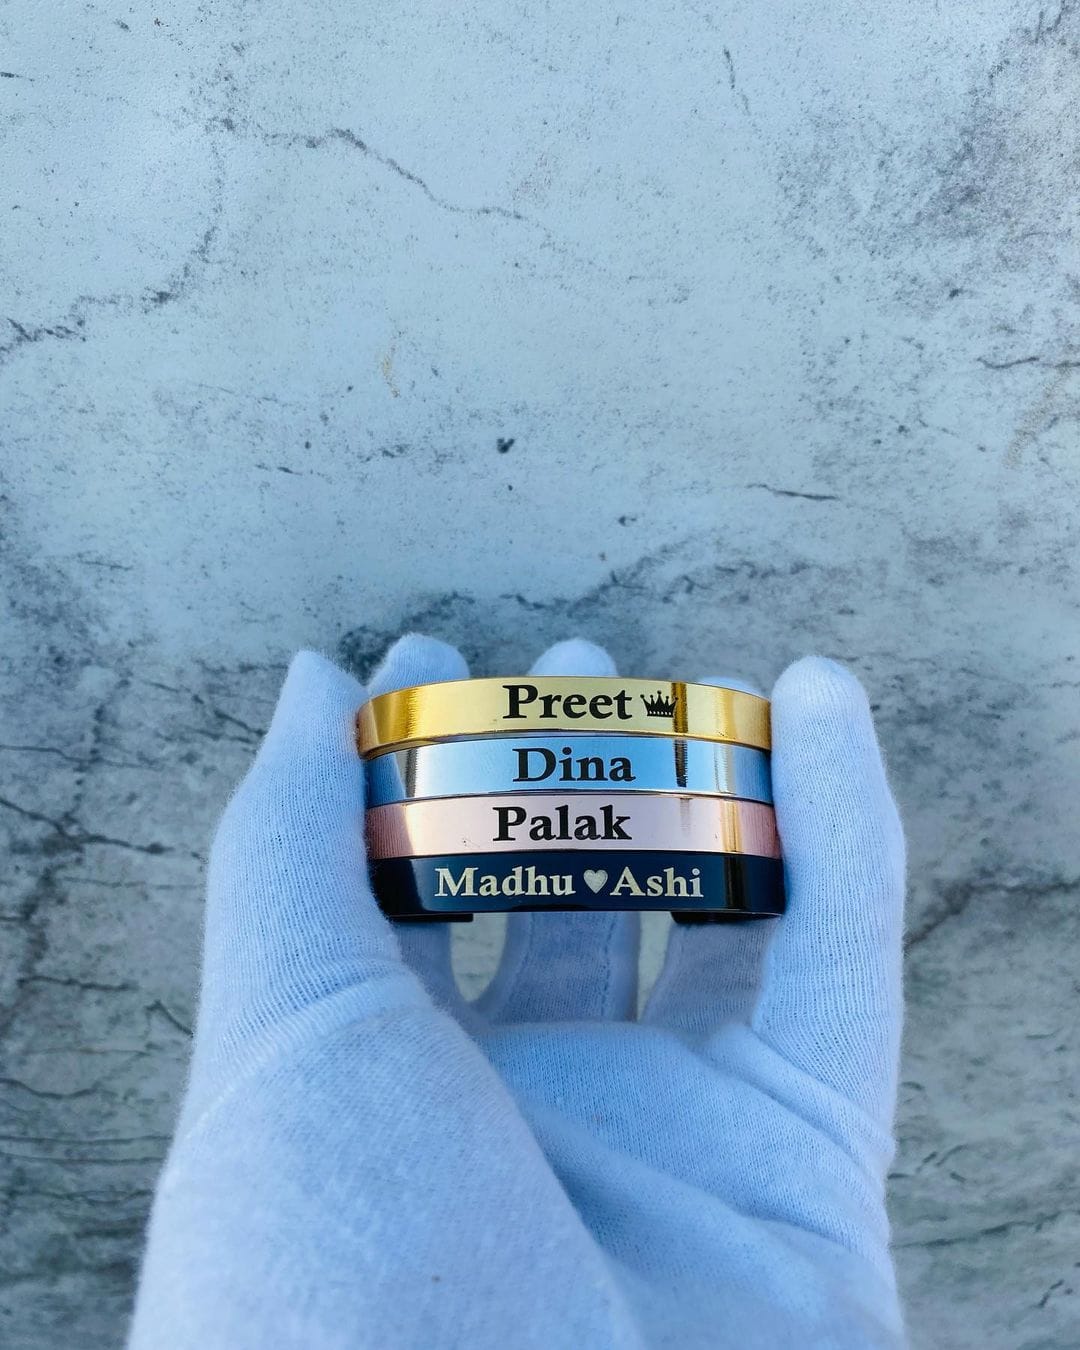 Preet
Dina
Palak
Madhu ♥ Ashi